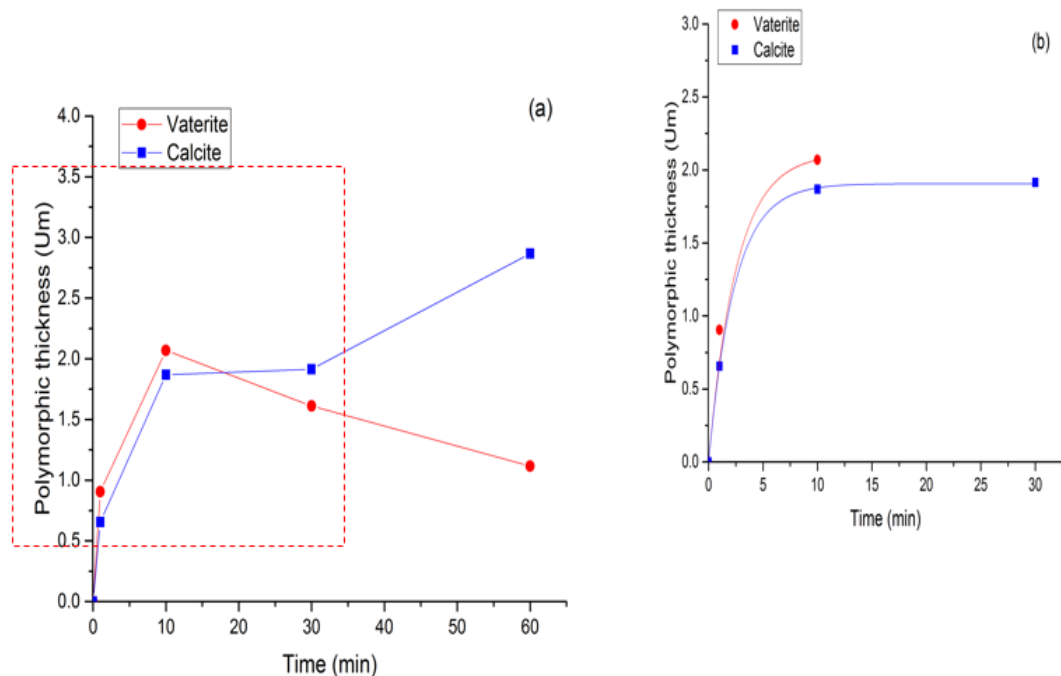 (a)
Vaterite
Calcite
Polymorphic thickness (Um)
4.0
3.5
3.0
2.5
2.0
1.5
1.0
0.5
0.0
0 10 20 30 40 50 60
Time (min)
(b)
Vaterite
Calcite
Polymorphic thickness (Um)
3.0
2.5
2.0
1.5
1.0
0.5
0.0
0 5 10 15 20 25 30
Time (min)